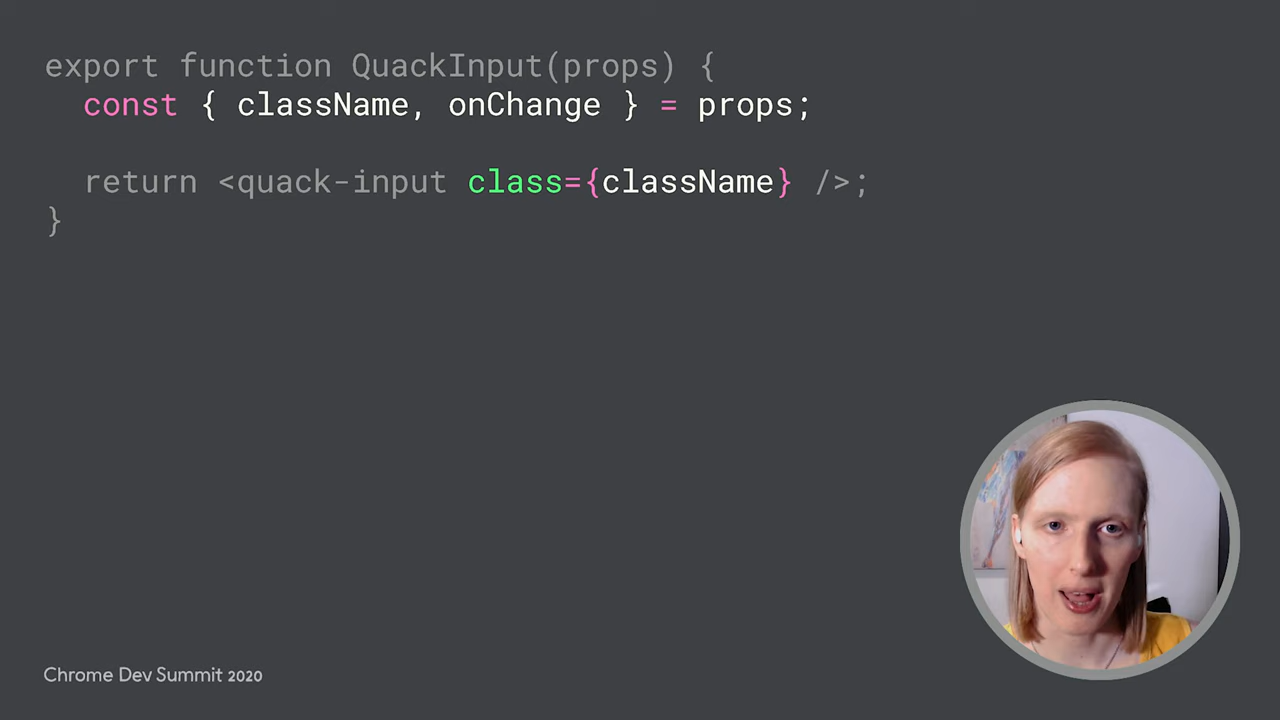 export function QuackInput(props) {
const { className, onChange } = props;
return <quack-input class={className} />;
}
Chrome Dev Summit 2020